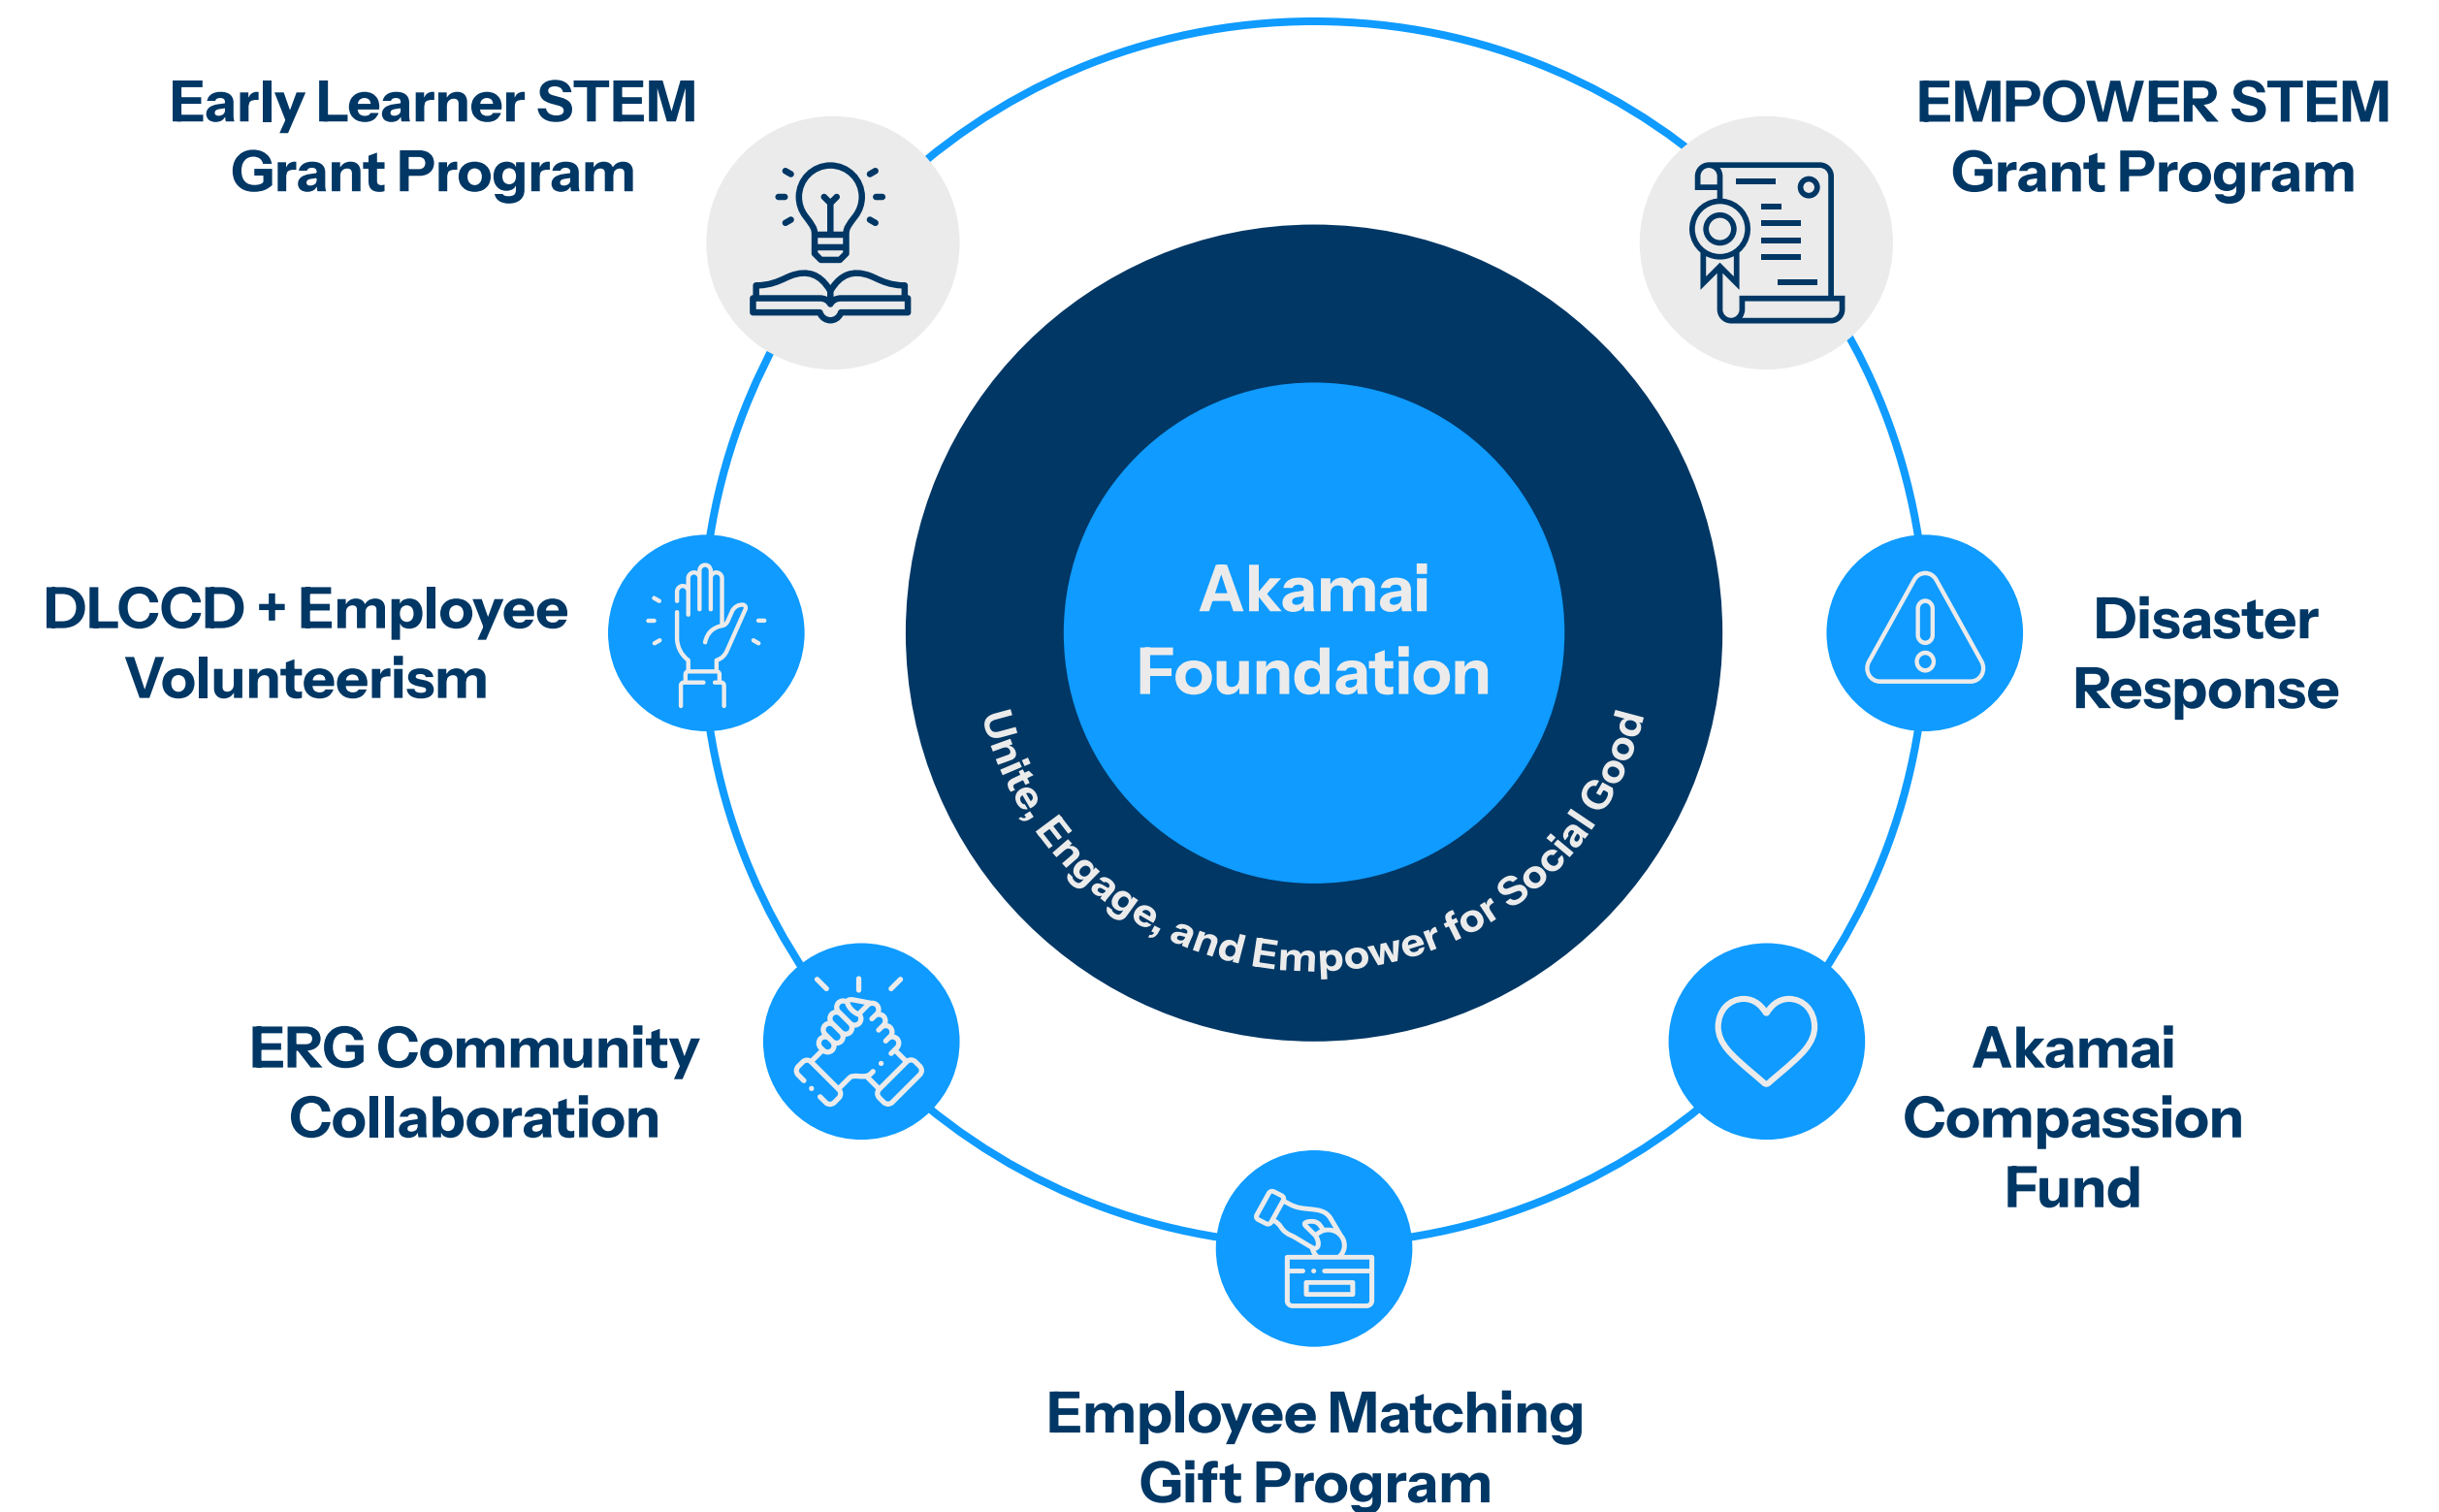 Early Learner STEM
Grant Program
EMPOWER STEM
Grant Program
Akamai
Foundation
Unite, Engage, and Empower for Social Good
DLCCD + Employee
Volunteerism
Disaster
Response
ERG Community
Collaboration
Akamai
Compassion
Fund
Employee Matching
Gift Program